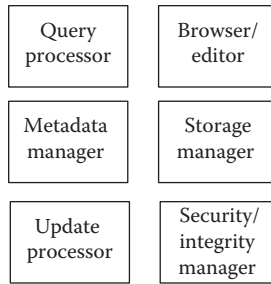 Query
processor
Browser/
editor
Metadata
manager
Storage
manager
Update
processor
Security/
integrity
manager